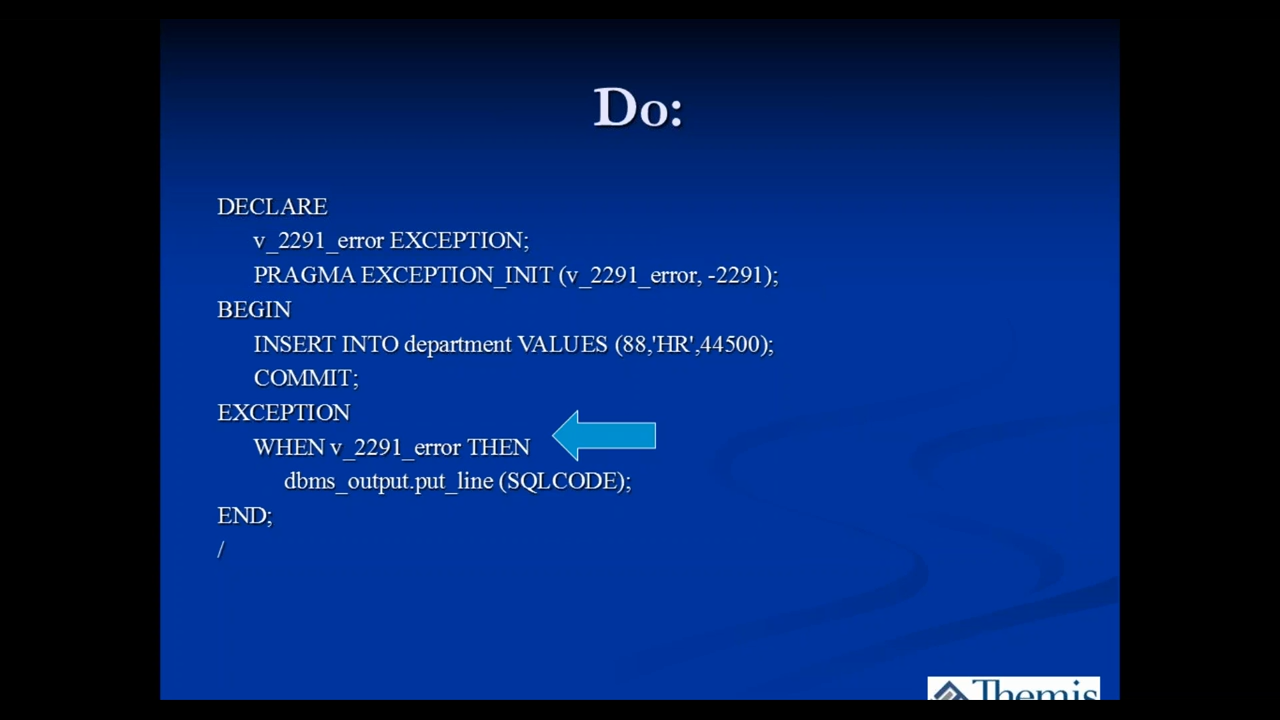 Do:
DECLARE
v_2291_error EXCEPTION;
PRAGMA EXCEPTION_INIT (v_2291_error, -2291);
BEGIN
INSERT INTO department VALUES (88,'HR',44500);
COMMIT;
EXCEPTION
WHEN v_2291_error THEN
dbms_output.put_line (SQLCODE);
END;
/
Themis